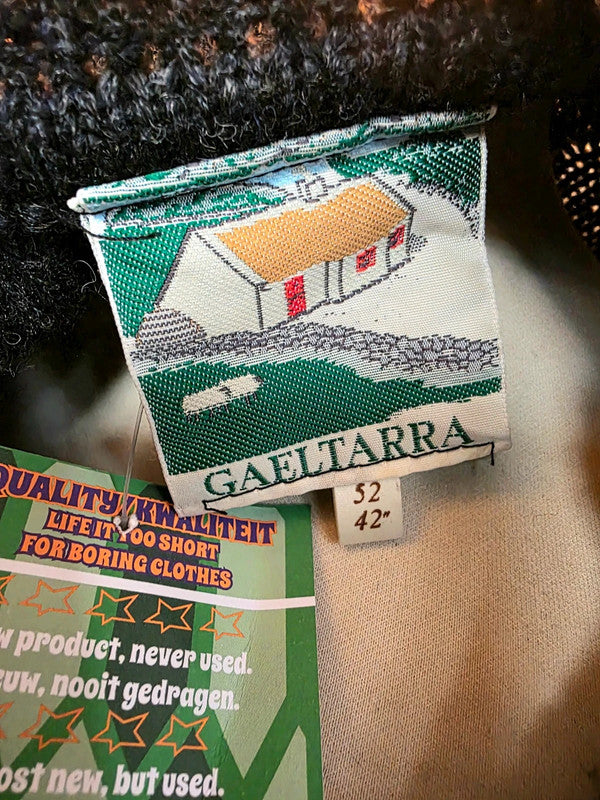 GAELTARRA
52
42"
QUALITY/KWALITEIT
LIFE IT TOO SHORT
FOR BORING CLOTHES
product, never used.
nooit gedragen.
new, but used.